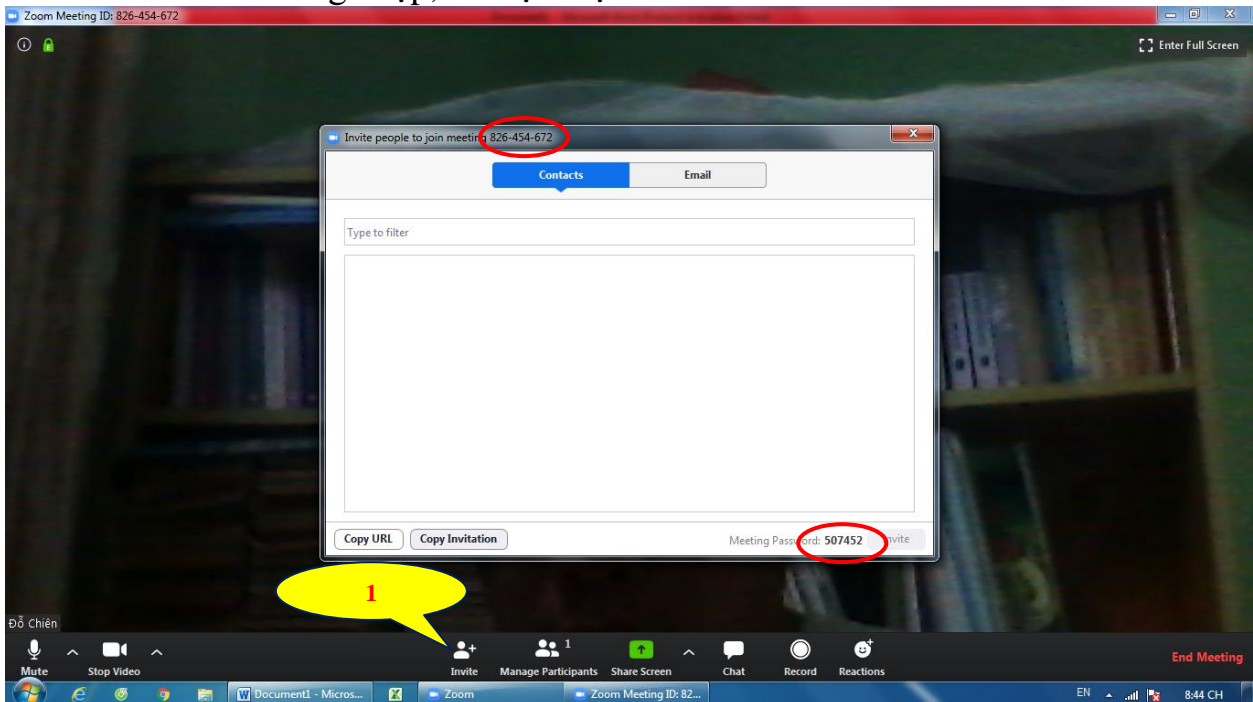 Zoom Meeting ID: 826-454-672
Enter Full Screen
Invite people to join meeting 826-454-672
Contacts
Email
Type to filter
Copy URL
Copy Invitation
Meeting Password: 507452
1
Đỗ Chiến
Mute
Stop Video
Invite
1
Manage Participants
Share Screen
Chat
Record
Reactions
End Meeting
Document1 - Micros...
Zoom
Zoom Meeting ID: 82...
EN
8:44 CH